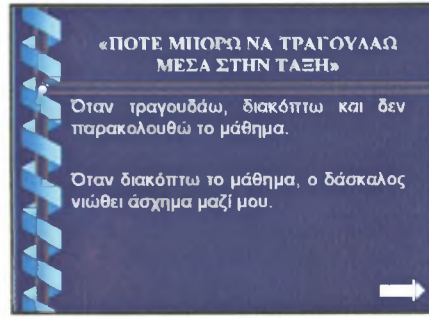 «ΠΟΤΕ ΜΠΟΡΩ ΝΑ ΤΡΑΓΟΥΔΑΩ
ΜΕΣΑ ΣΤΗΝ ΤΑΞΗ»
Όταν τραγουδάω, διακόπτω και δεν
παρακολουθώ το μάθημα.
Όταν διακόπτω το μάθημα, ο δάσκαλος
νιώθει άσχημα μαζί μου.